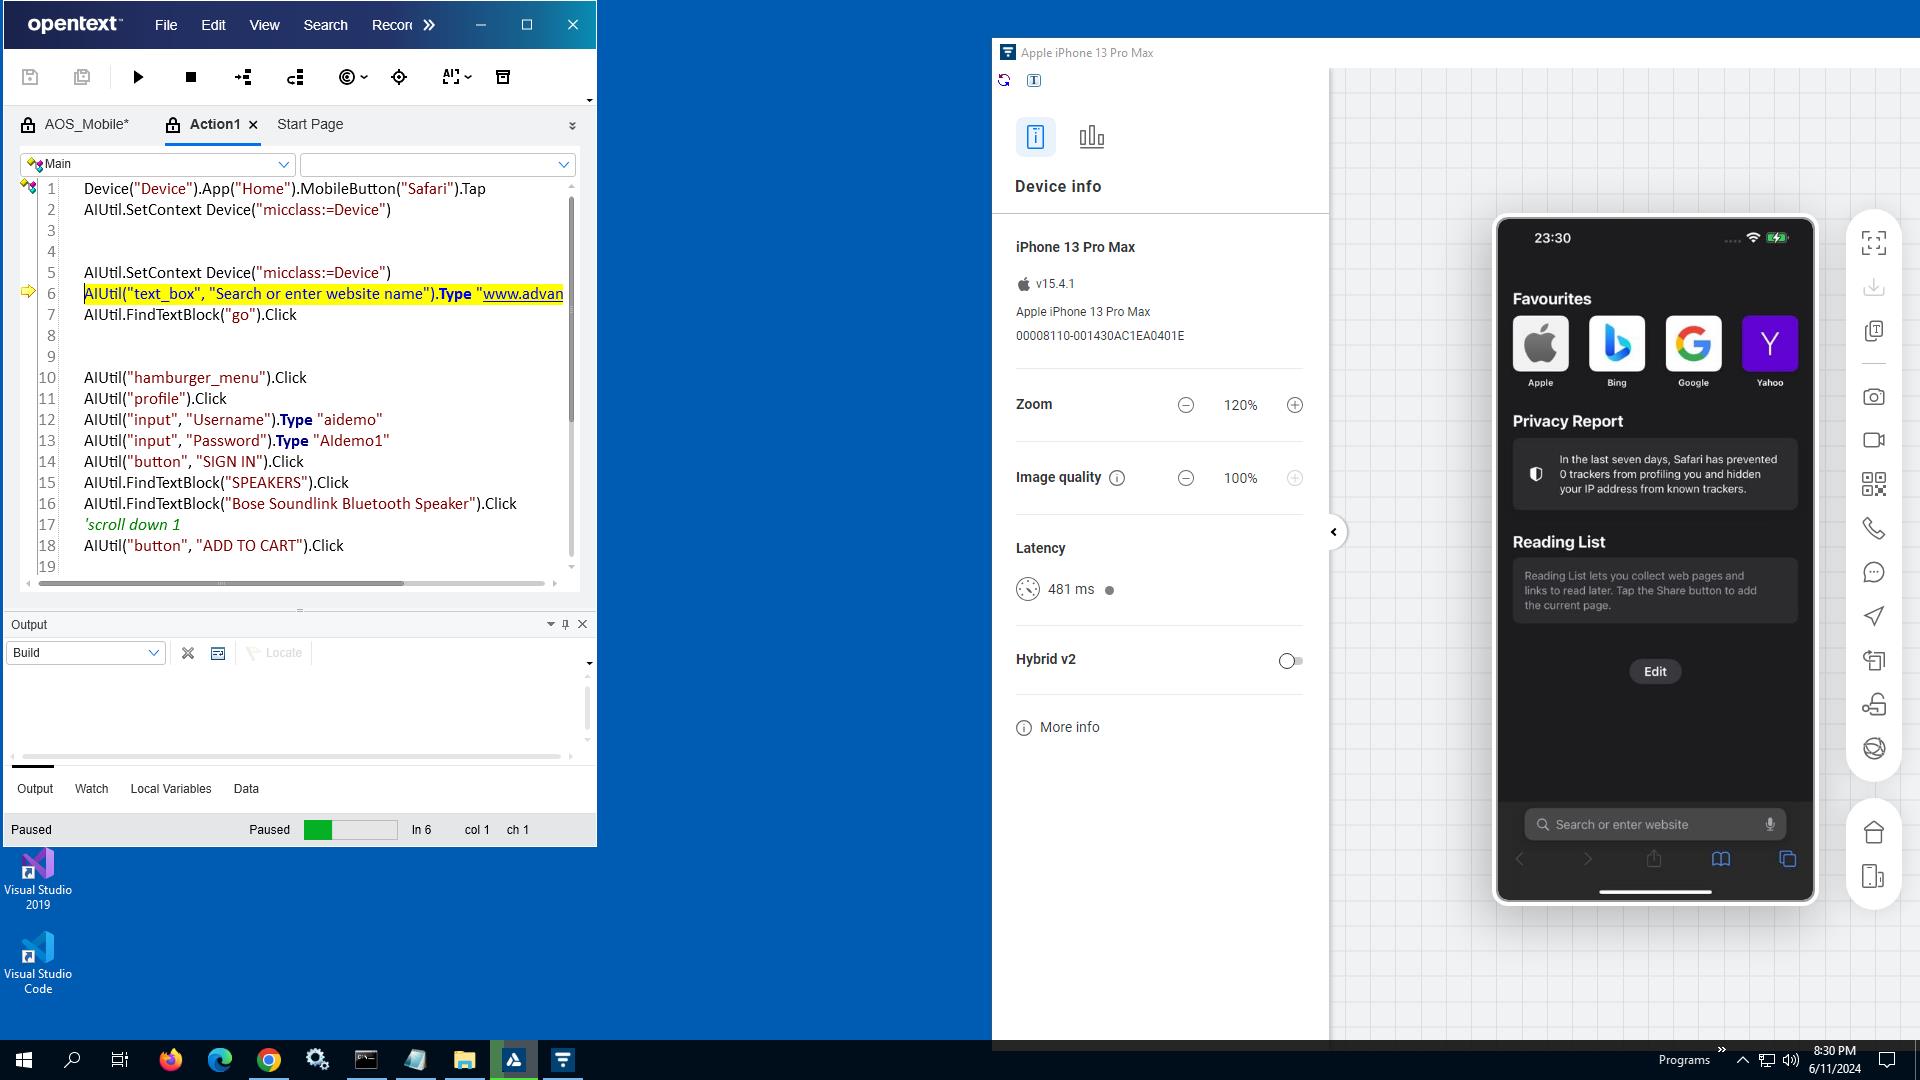 opentext™
File Edit View Search Recor »
AOS_Mobile*
Action1
Start Page
Main
1 Device("Device").App("Home").MobileButton("Safari").Tap
2 AIUtil.SetContext Device("micclass:=Device")
3
4
5 AIUtil.SetContext Device("micclass:=Device")
6 AIUtil("text_box", "Search or enter website name").Type "www.advan
7 AIUtil.FindTextBlock("go").Click
8
9
10 AIUtil("hamburger_menu").Click
11 AIUtil("profile").Click
12 AIUtil("input", "Username").Type "aidemo"
13 AIUtil("input", "Password").Type "AIdemo1"
14 AIUtil("button", "SIGN IN").Click
15 AIUtil.FindTextBlock("SPEAKERS").Click
16 AIUtil.FindTextBlock("Bose Soundlink Bluetooth Speaker").Click
17 'scroll down 1
18 AIUtil("button", "ADD TO CART").Click
19
Output
Build
Locate
Output Watch Local Variables Data
Paused Paused ln 6 col 1 ch 1
Visual Studio
2019
Visual Studio
Code
Apple iPhone 13 Pro Max
Device info
iPhone 13 Pro Max
v15.4.1
Apple iPhone 13 Pro Max
00008110-001430AC1EA0401E
Zoom 120%
Image quality 100%
Latency
481 ms
Hybrid v2
More info
23:30
Favourites
Apple
Bing
Google
Y
Yahoo
Privacy Report
In the last seven days, Safari has prevented
0 trackers from profiling you and hidden
your IP address from known trackers.
Reading List
Reading List lets you collect web pages and
links to read later. Tap the Share button to add
the current page.
Edit
Search or enter website
Programs
8:30 PM
6/11/2024